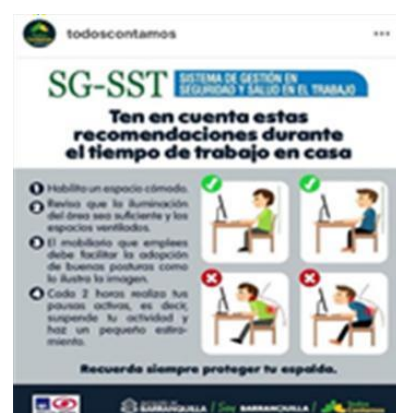 todoscontamos
SG-SST SISTEMA DE GESTIÓN EN
SEGURIDAD Y SALUD EN EL TRABAJO
Ten en cuenta estas
recomendaciones durante
el tiempo de trabajo en casa
1 Habilita un espacio cómodo.
2 Revisa que la iluminación
del área sea suficiente y los
espacios ventilados.
3 El mobiliario que emplees
debe facilitar la adopción
de buenas posturas como
lo ilustra la imagen.
4 Cada 2 horas realiza tus
pausas activas, es decir,
suspende tu actividad y
haz un pequeño estira-
miento.
Recuerda siempre proteger tu espalda.
BARRANQUILLA
BARRANQUILLA
Todos
Contamos